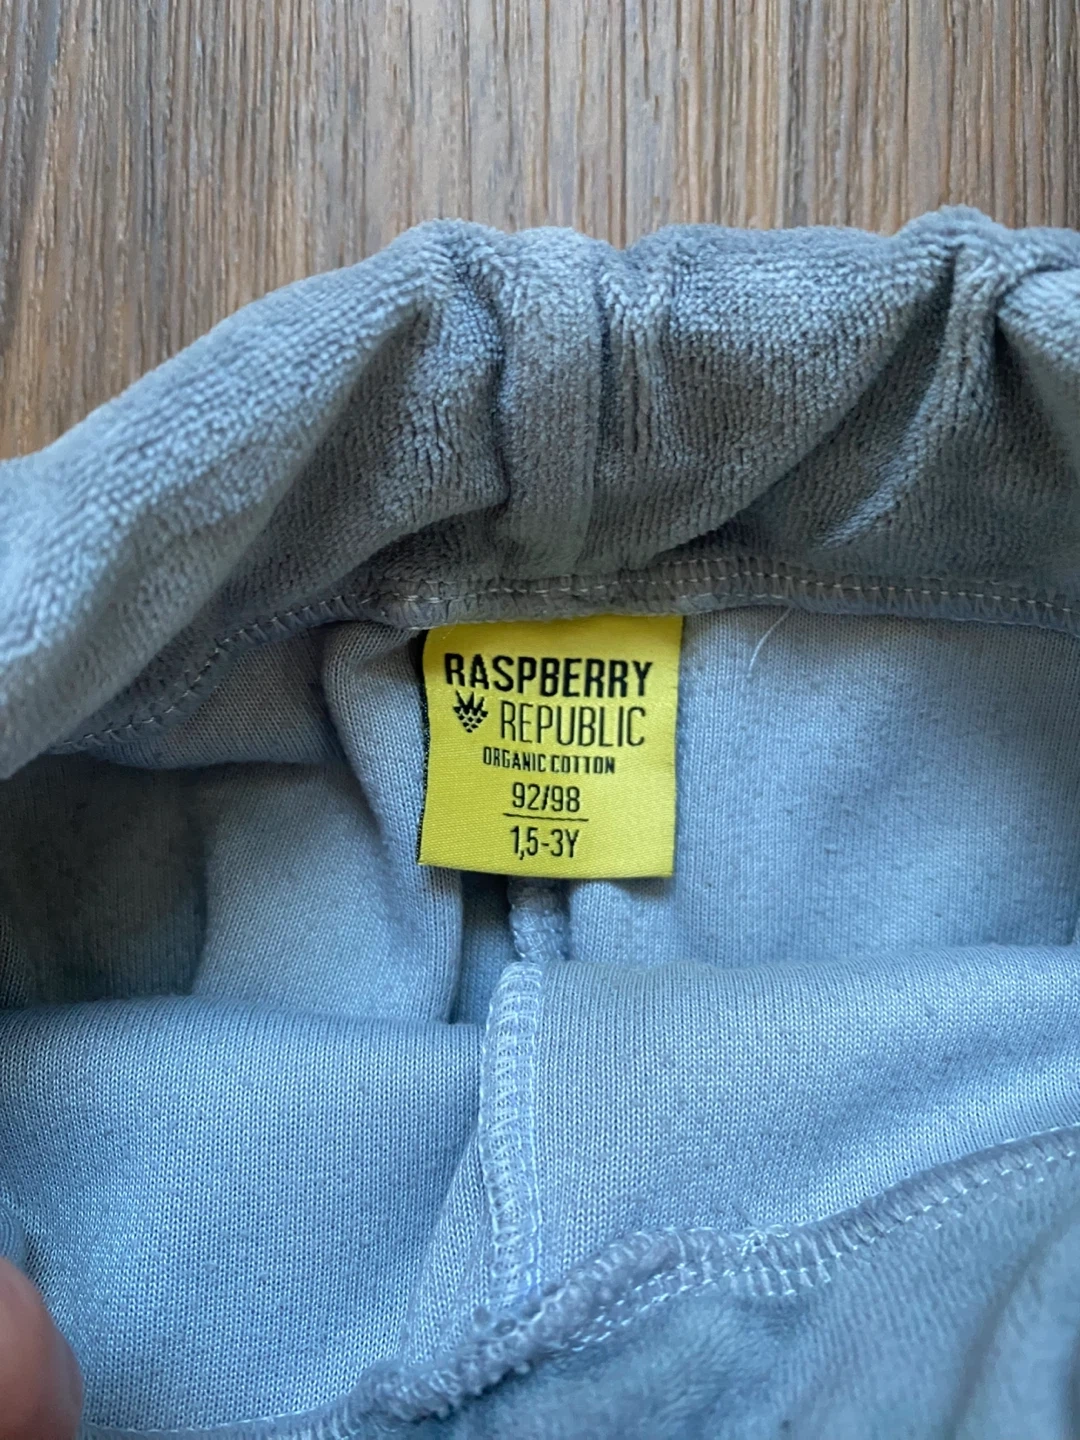 RASPBERRY
REPUBLIC
ORGANIC COTTON
92/98
1,5-3Y